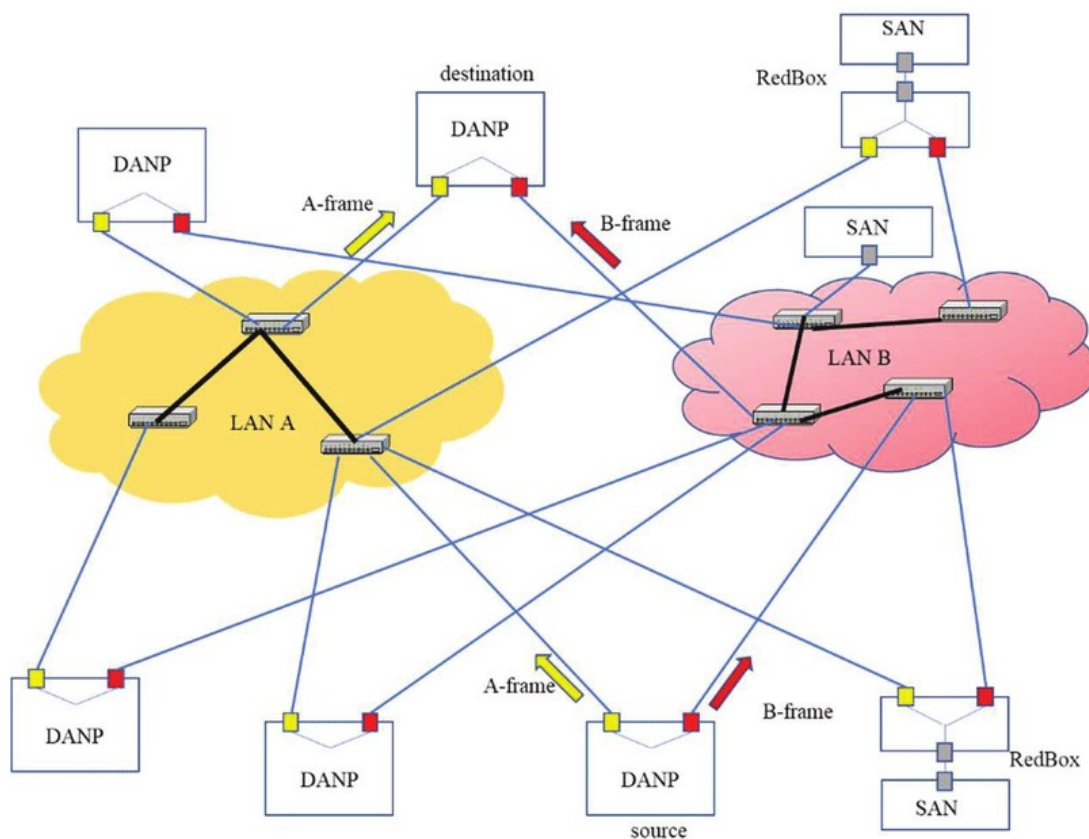 SAN
destination
RedBox
DANP
DANP
A-frame
B-frame
SAN
LAN B
LAN A
A-frame
B-frame
DANP
DANP
DANP
RedBox
SAN
source